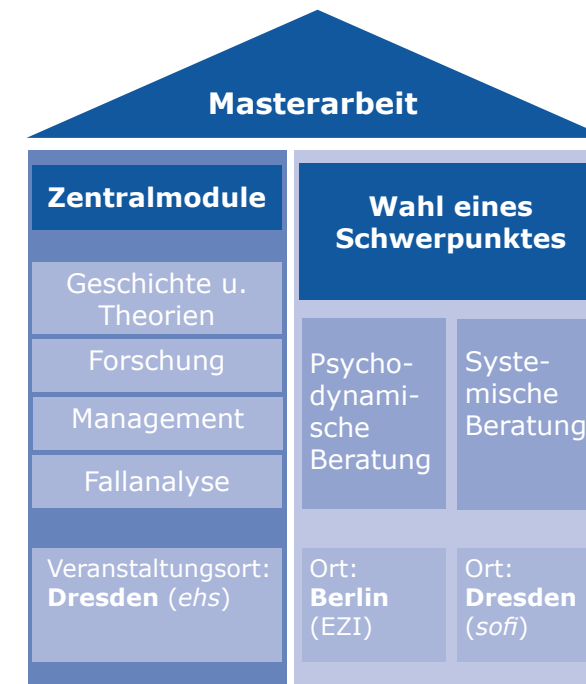 Masterarbeit
Zentralmodule
Geschichte u.
Theorien
Forschung
Management
Fallanalyse
Veranstaltungsort:
Dresden (ehs)
Wahl eines
Schwerpunktes
Psycho-
dynami-
sche
Beratung
Ort:
Berlin
(EZI)
Syste-
mische
Beratung
Ort:
Dresden
(sofi)